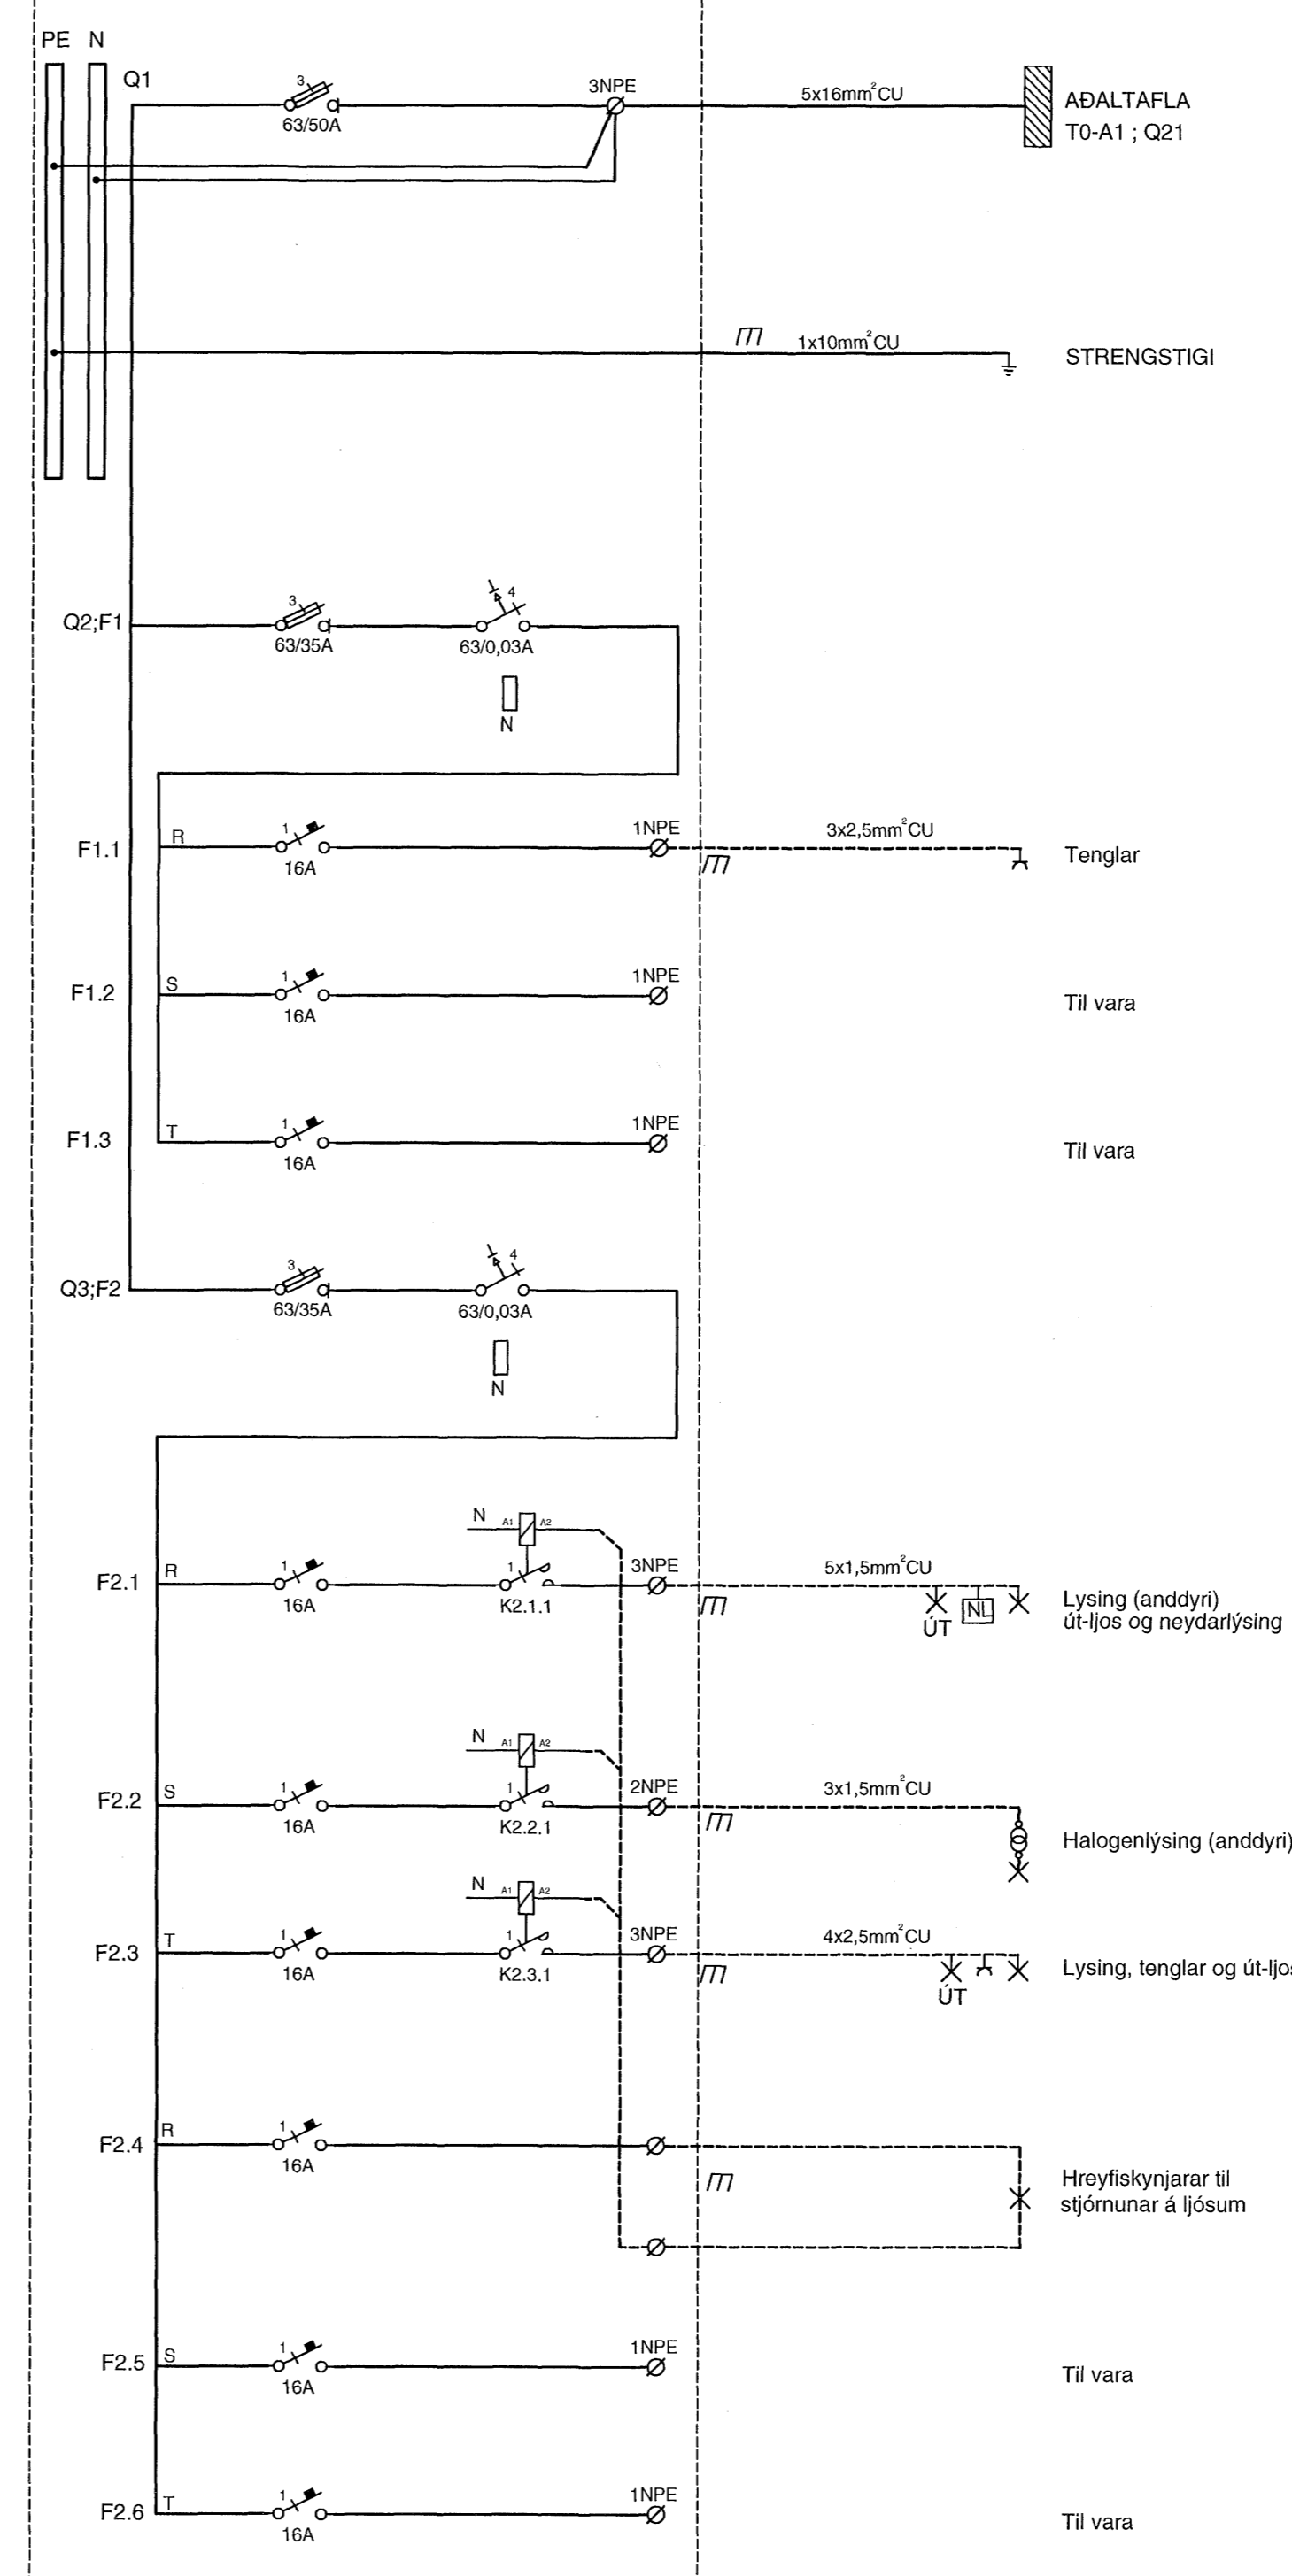 PE N
Q1
3
63/50A
3NPE
5x16mm²CU
AÐALTAFLA
T0-A1 ; Q21
1x10mm²CU
STRENGSTIGI
Q2;F1
3
63/35A
4
63/0,03A
N
F1.1
R
1
16A
1NPE
3x2,5mm²CU
Tenglar
F1.2
S
1
16A
1NPE
Til vara
F1.3
T
1
16A
1NPE
Til vara
Q3;F2
3
63/35A
4
63/0,03A
N
N A1 A2
F2.1
R
1
16A
1
K2.1.1
3NPE
5x1,5mm²CU
ÚT
NL
Lysing (anddyri)
út-ljos og neydarlýsing
N A1 A2
F2.2
S
1
16A
1
K2.2.1
2NPE
3x1,5mm²CU
Halogenlýsing (anddyri)
N A1 A2
F2.3
T
1
16A
1
K2.3.1
3NPE
4x2,5mm²CU
ÚT
Lysing, tenglar og út-ljos
F2.4
R
1
16A
Hreyfiskynjarar til
stjórnunar á ljósum
F2.5
S
1
16A
1NPE
Til vara
F2.6
T
1
16A
1NPE
Til vara